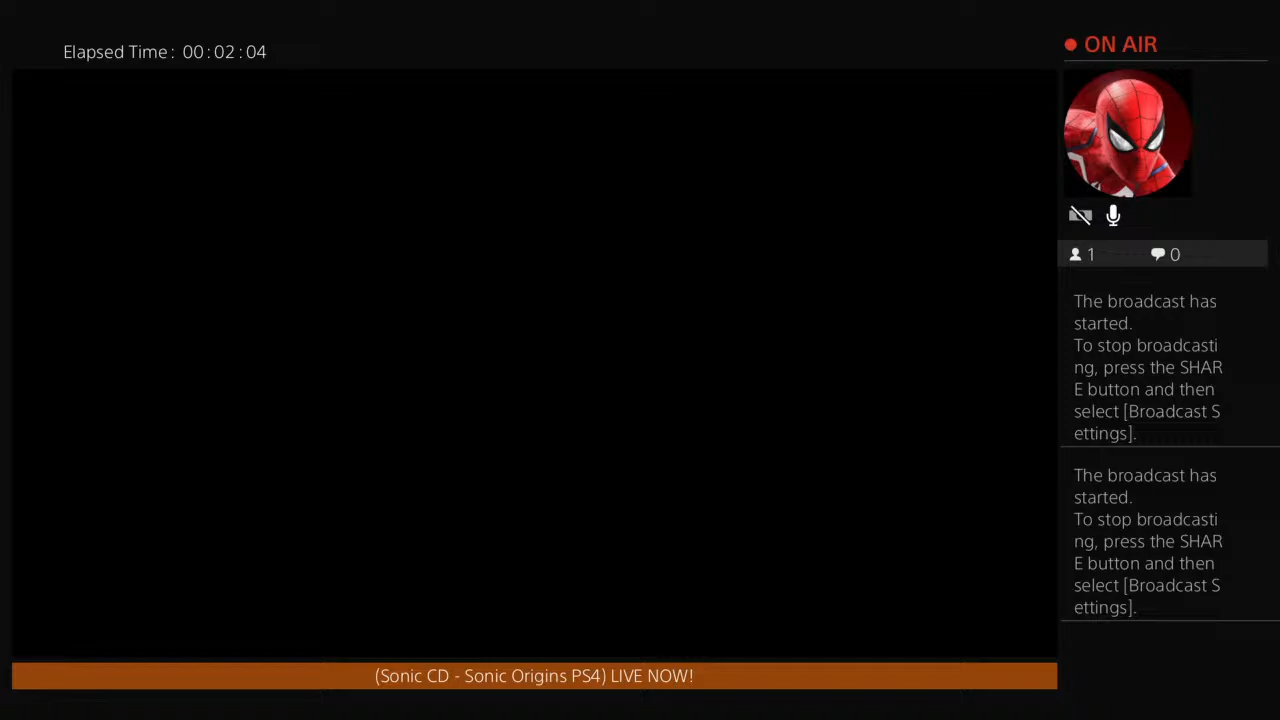 Elapsed Time: 00:02:04
ON AIR
1
0
The broadcast has
started.
To stop broadcasti
ng, press the SHAR
E button and then
select [Broadcast S
ettings].
The broadcast has
started.
To stop broadcasti
ng, press the SHAR
E button and then
select [Broadcast S
ettings].
(Sonic CD - Sonic Origins PS4) LIVE NOW!